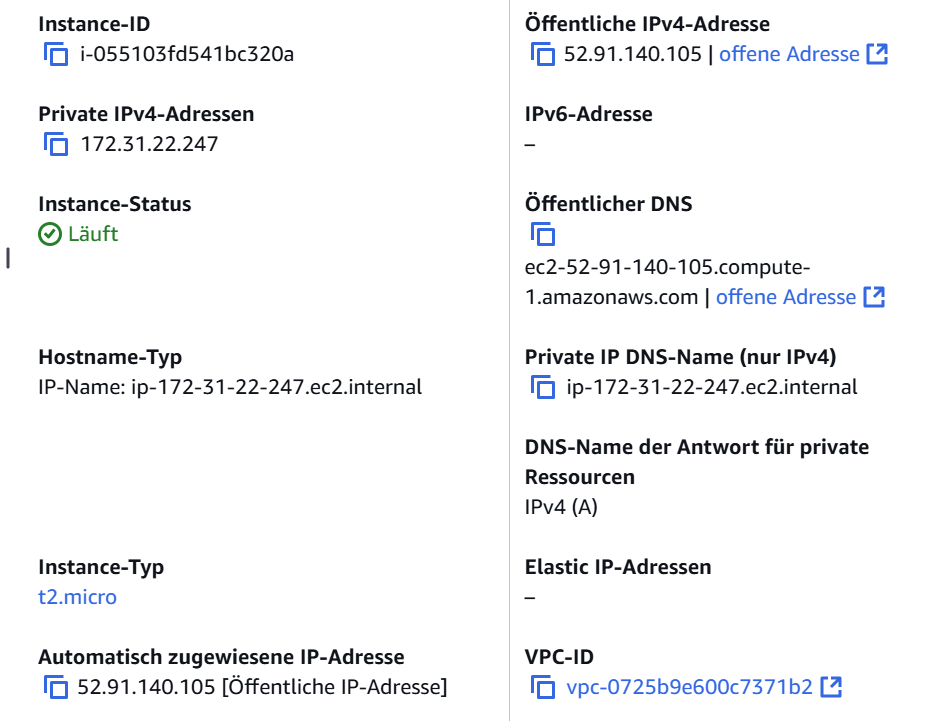 Instance-ID
i-055103fd541bc320a
Private IPv4-Adressen
172.31.22.247
Instance-Status
Läuft
Hostname-Typ
IP-Name: ip-172-31-22-247.ec2.internal
Instance-Typ
t2.micro
Automatisch zugewiesene IP-Adresse
52.91.140.105 [Öffentliche IP-Adresse]
Öffentliche IPv4-Adresse
52.91.140.105 | offene Adresse
IPv6-Adresse
–
Öffentlicher DNS
ec2-52-91-140-105.compute-
1.amazonaws.com | offene Adresse
Private IP DNS-Name (nur IPv4)
ip-172-31-22-247.ec2.internal
DNS-Name der Antwort für private
Ressourcen
IPv4 (A)
Elastic IP-Adressen
–
VPC-ID
vpc-0725b9e600c7371b2